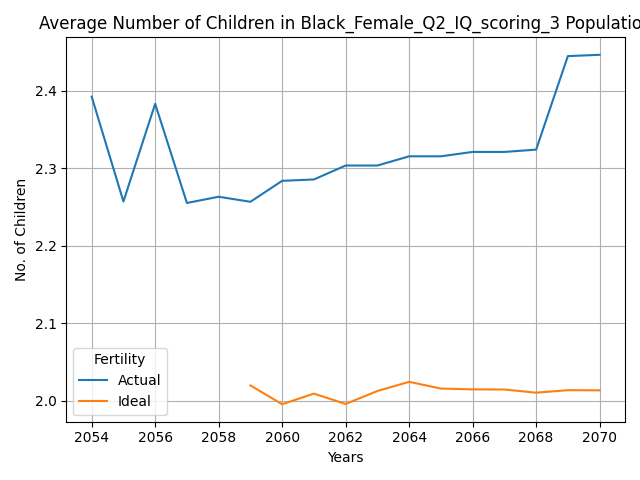 Average Number of Children in Black_Female_Q2_IQ_scoring_3 Populatio
No. of Children
2.4
2.3
2.2
2.1
2.0
Fertility
Actual
Ideal
2054 2056 2058 2060 2062 2064 2066 2068 2070
Years